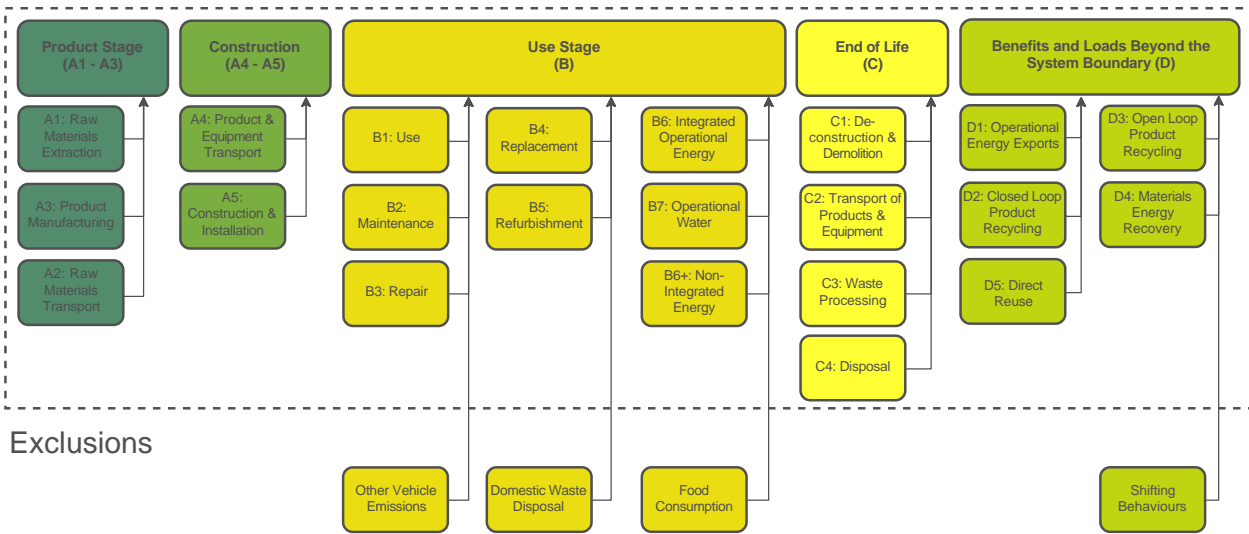 Product Stage
(A1 - A3)
Construction
(A4 - A5)
Use Stage
(B)
End of Life
(C)
Benefits and Loads Beyond the
System Boundary (D)
A1: Raw
Materials
Extraction
A3: Product
Manufacturing
A2: Raw
Materials
Transport
A4: Product &
Equipment
Transport
A5:
Construction &
Installation
B1: Use
B2:
Maintenance
B3: Repair
B4:
Replacement
B5:
Refurbishment
B6: Integrated
Operational
Energy
B7: Operational
Water
B6+: Non-
Integrated
Energy
C1: De-
construction &
Demolition
C2: Transport of
Products &
Equipment
C3: Waste
Processing
C4: Disposal
D1: Operational
Energy Exports
D2: Closed Loop
Product
Recycling
D5: Direct
Reuse
D3: Open Loop
Product
Recycling
D4: Materials
Energy
Recovery
Exclusions
Other Vehicle
Emissions
Domestic Waste
Disposal
Food
Consumption
Shifting
Behaviours